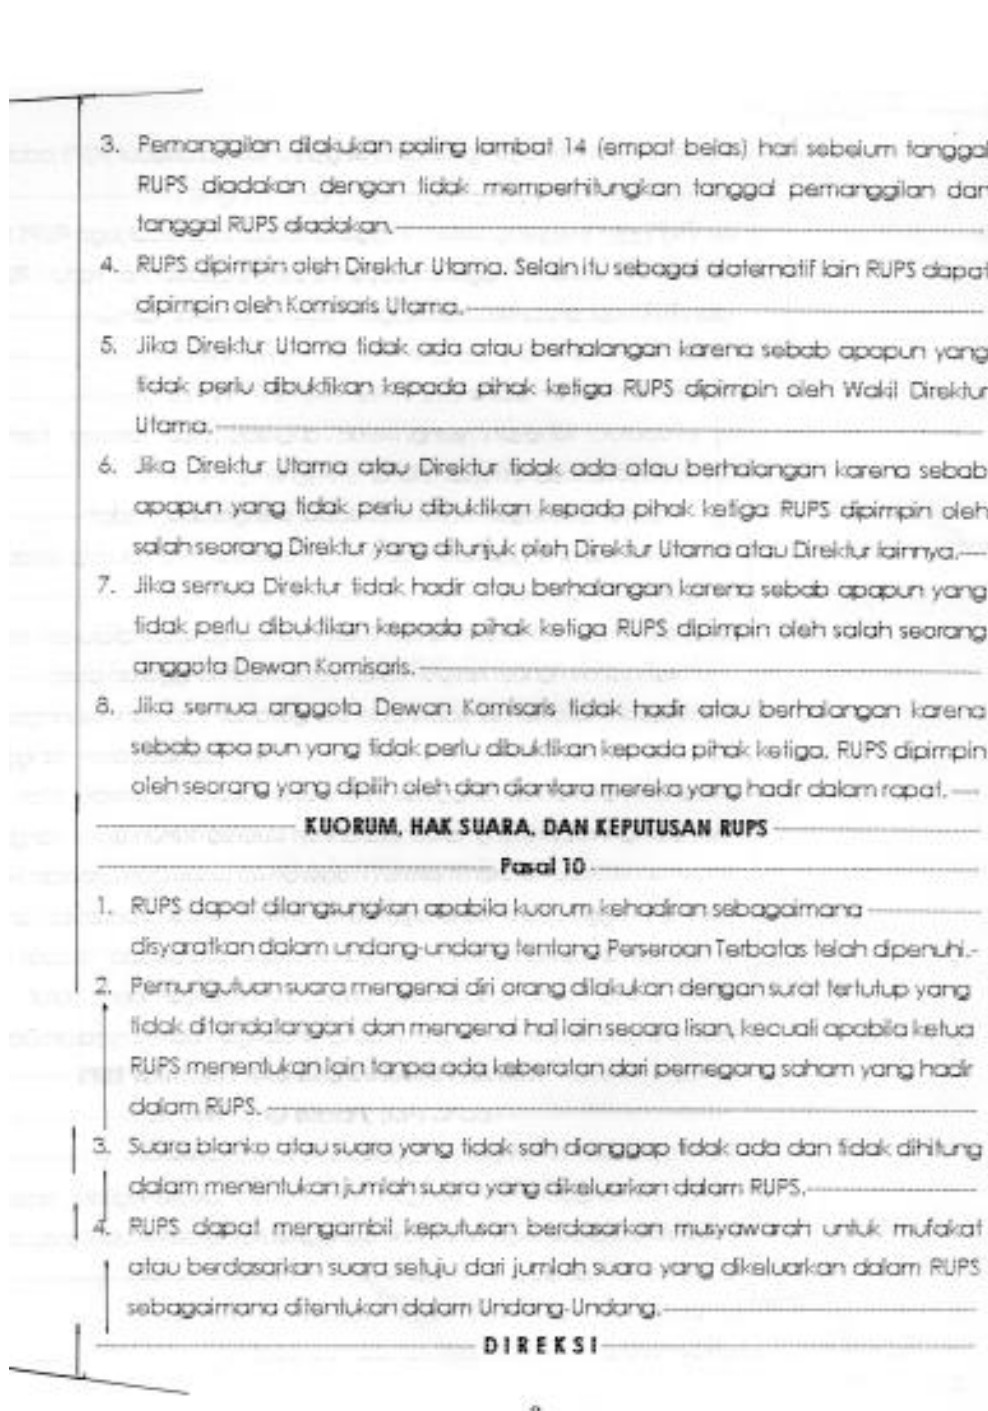 3. Pemanggilan dilakukan paling lambat 14 (empat belas) hari sebelum tanggal
RUPS diadakan dengan tidak memperhitungkan tanggal pemanggilan dan
tanggal RUPS diadakan.
4. RUPS dipimpin oleh Direktur Utama. Selain itu sebagai alaternatif lain RUPS dapat
dipimpin oleh Komisaris Utama.
5. Jika Direktur Utama tidak ada atau berhalangan karena sebab apapun yang
tidak perlu dibuktikan kepada pihak ketiga RUPS dipimpin oleh Wakil Direktur
Utama.
6. Jika Direktur Utama atau Direktur tidak ada atau berhalangan karena sebab
apapun yang tidak perlu dibuktikan kepada pihak ketiga RUPS dipimpin oleh
salah seorang Direktur yang ditunjuk oleh Direktur Utama atau Direktur lainnya.
7. Jika semua Direktur tidak hadir atau berhalangan karena sebab apapun yang
tidak perlu dibuktikan kepada pihak ketiga RUPS dipimpin oleh salah seorang
anggota Dewan Komisaris.
8. Jika semua anggota Dewan Komisaris tidak hadir atau berhalangan karena
sebab apa pun yang tidak perlu dibuktikan kepada pihak ketiga, RUPS dipimpin
oleh seorang yang dipilih oleh dan diantara mereka yang hadir dalam rapat.
KUORUM, HAK SUARA, DAN KEPUTUSAN RUPS
Pasal 10
1. RUPS dapat dilangsungkan apabila kuorum kehadiran sebagaimana
disyaratkan dalam undang-undang tentang Perseroan Terbatas telah dipenuhi.-
2. Pemungutuan suara mengenai diri orang dilakukan dengan surat tertutup yang
tidak ditandatangani dan mengenai hal lain secara lisan, kecuali apabila ketua
RUPS menentukan lain tanpa ada keberatan dari pemegang saham yang hadir
dalam RUPS.
3. Suara blanko atau suara yang tidak sah dianggap tidak ada dan tidak dihitung
dalam menentukan jumlah suara yang dikeluarkan dalam RUPS.
4. RUPS dapat mengambil keputusan berdasarkan musyawarah untuk mufakat
atau berdasarkan suara setuju dari jumlah suara yang dikeluarkan dalam RUPS
sebagaimana ditentukan dalam Undang-Undang.
DIREKSI